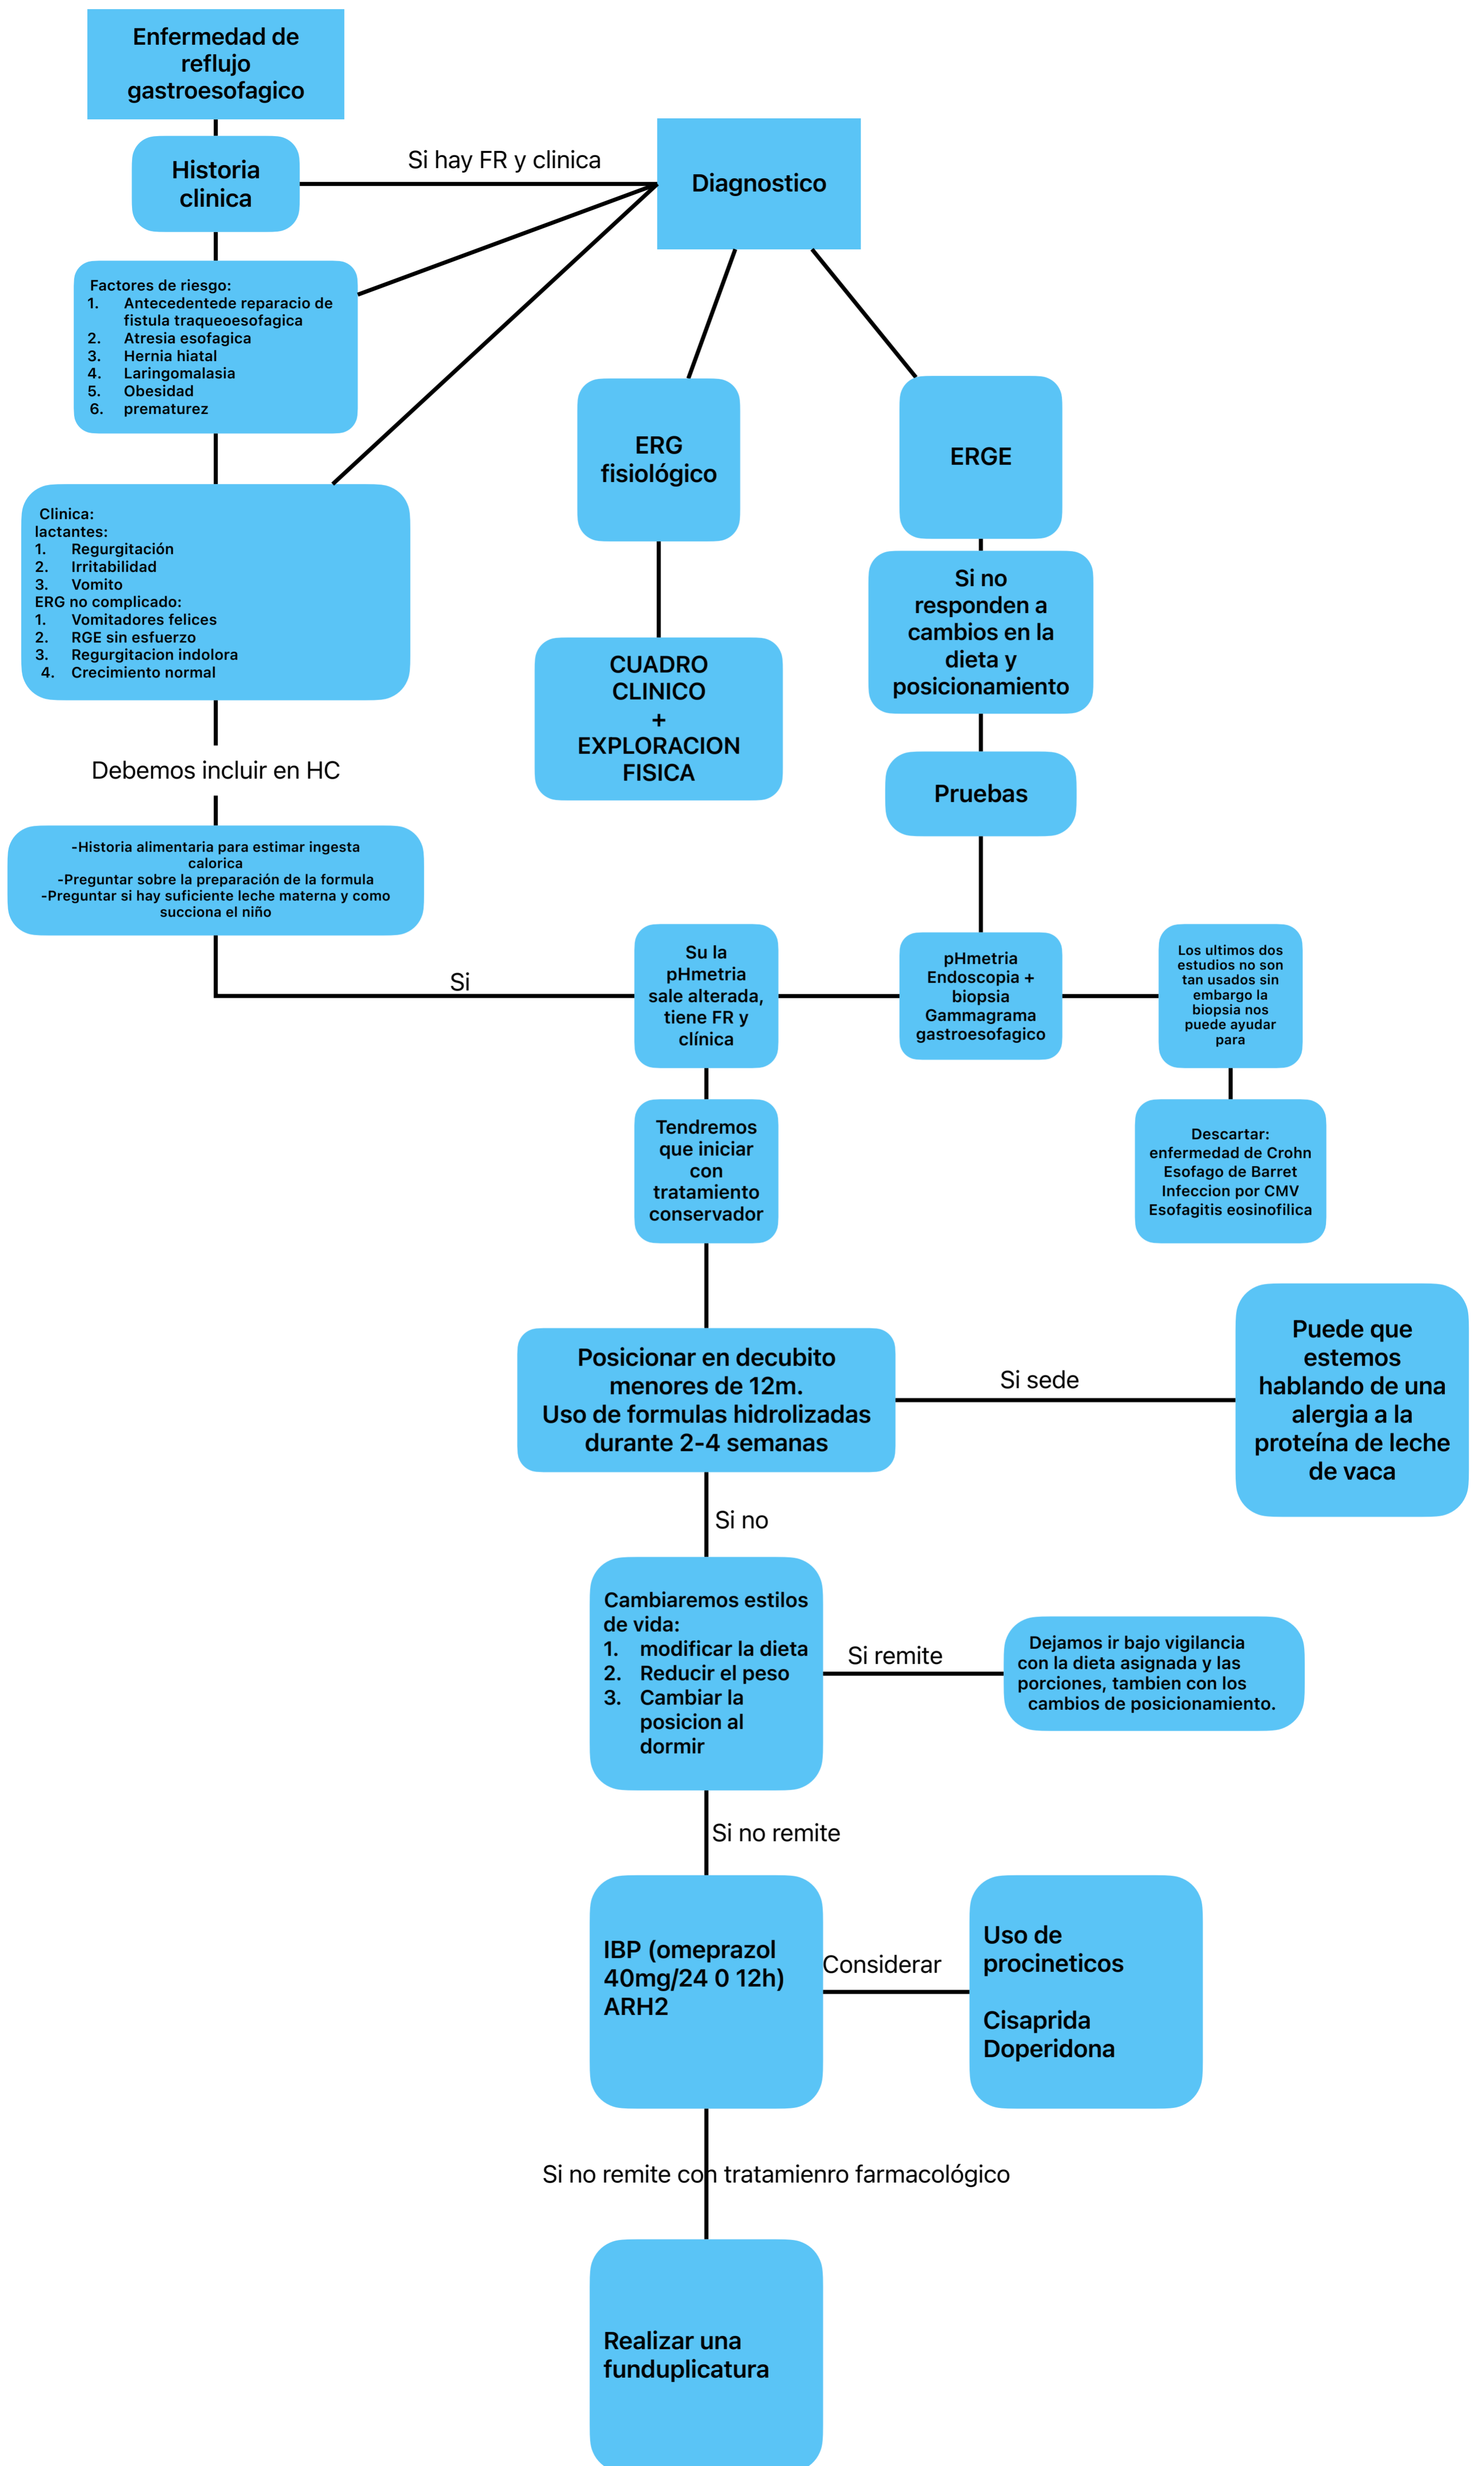 Enfermedad de
reflujo
gastroesofagico
Historia
clinica
Si hay FR y clinica
Diagnostico
Factores de riesgo:
1. Antecedentede reparacio de
fistula traqueoesofagica
2. Atresia esofagica
3. Hernia hiatal
4. Laringomalasia
5. Obesidad
6. prematurez
ERG
fisiológico
ERGE
Clinica:
lactantes:
1. Regurgitación
2. Irritabilidad
3. Vomito
ERG no complicado:
1. Vomitadores felices
2. RGE sin esfuerzo
3. Regurgitacion indolora
4. Crecimiento normal
CUADRO
CLINICO
+
EXPLORACION
FISICA
Si no
responden a
cambios en la
dieta y
posicionamiento
Pruebas
Debemos incluir en HC
-Historia alimentaria para estimar ingesta
calorica
-Preguntar sobre la preparación de la formula
-Preguntar si hay suficiente leche materna y como
succiona el niño
Si
Su la
pHmetria
sale alterada,
tiene FR y
clínica
pHmetria
Endoscopia +
biopsia
Gammagrama
gastroesofagico
Los ultimos dos
estudios no son
tan usados sin
embargo la
biopsia nos
puede ayudar
para
Tendremos
que iniciar
con
tratamiento
conservador
Descartar:
enfermedad de Crohn
Esofago de Barret
Infeccion por CMV
Esofagitis eosinofilica
Posicionar en decubito
menores de 12m.
Uso de formulas hidrolizadas
durante 2-4 semanas
Si sede
Puede que
estemos
hablando de una
alergia a la
proteína de leche
de vaca
Si no
Cambiaremos estilos
de vida:
1. modificar la dieta
2. Reducir el peso
3. Cambiar la
posicion al
dormir
Si remite
Dejamos ir bajo vigilancia
con la dieta asignada y las
porciones, tambien con los
cambios de posicionamiento.
Si no remite
IBP (omeprazol
40mg/24 0 12h)
ARH2
Considerar
Uso de
procineticos
Cisaprida
Doperidona
Si no remite con tratamienro farmacológico
Realizar una
funduplicatura